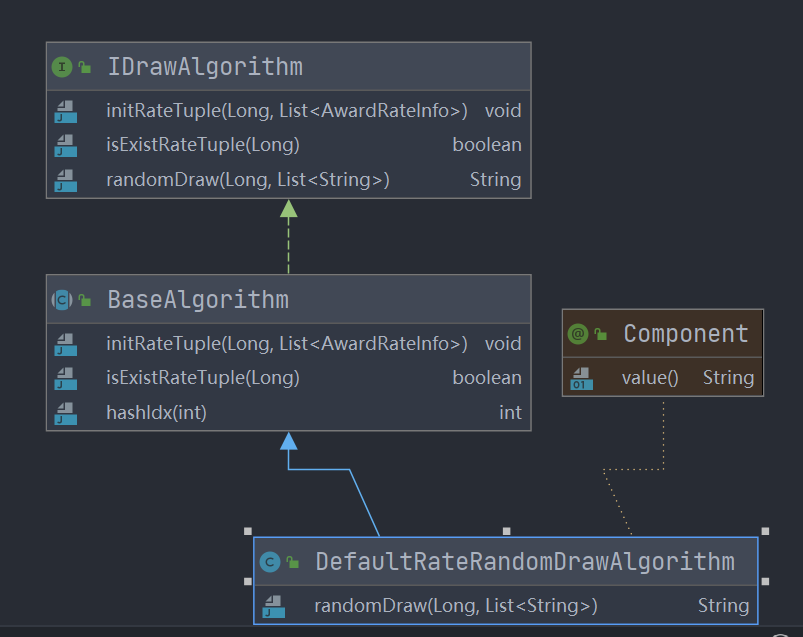 IDrawAlgorithm
initRateTuple(Long, List<AwardRateInfo>) void
isExistRateTuple(Long) boolean
randomDraw(Long, List<String>) String
BaseAlgorithm
initRateTuple(Long, List<AwardRateInfo>) void
isExistRateTuple(Long) boolean
hashIdx(int) int
Component
value() String
DefaultRateRandomDrawAlgorithm
randomDraw(Long, List<String>) String